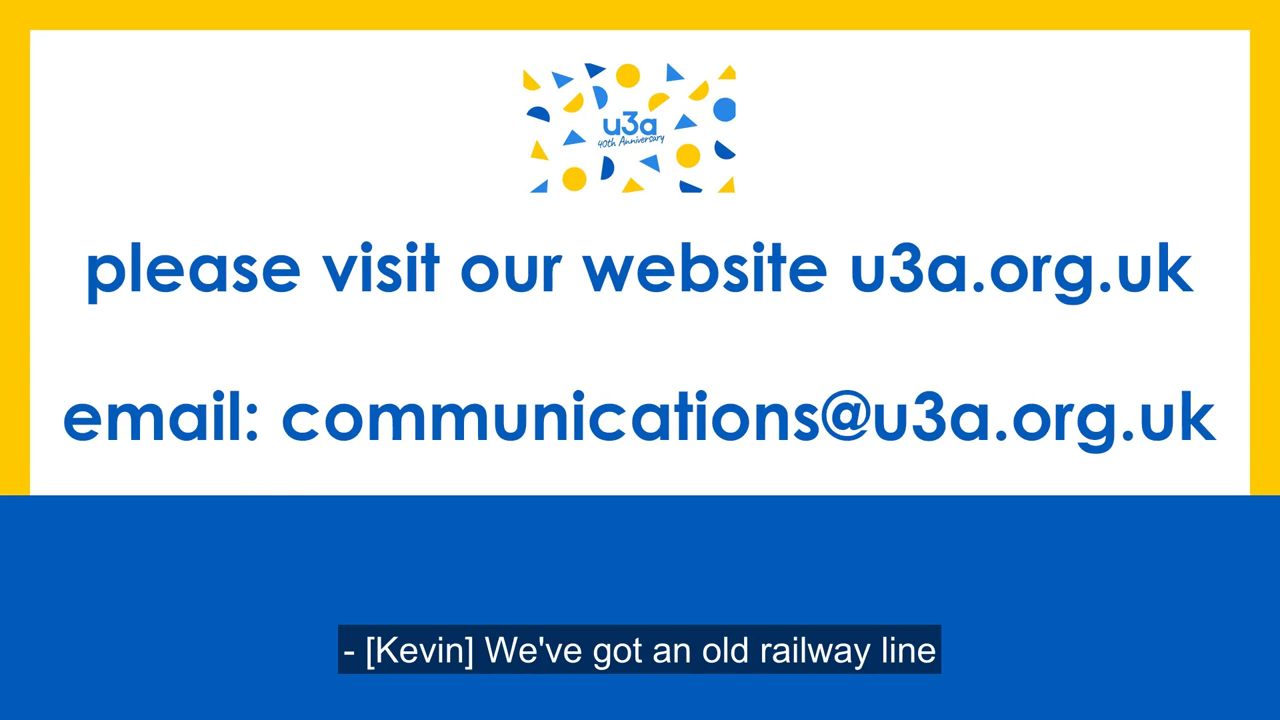 u3a
40th Anniversary
please visit our website u3a.org.uk
email: communications@u3a.org.uk
- [Kevin] We've got an old railway line